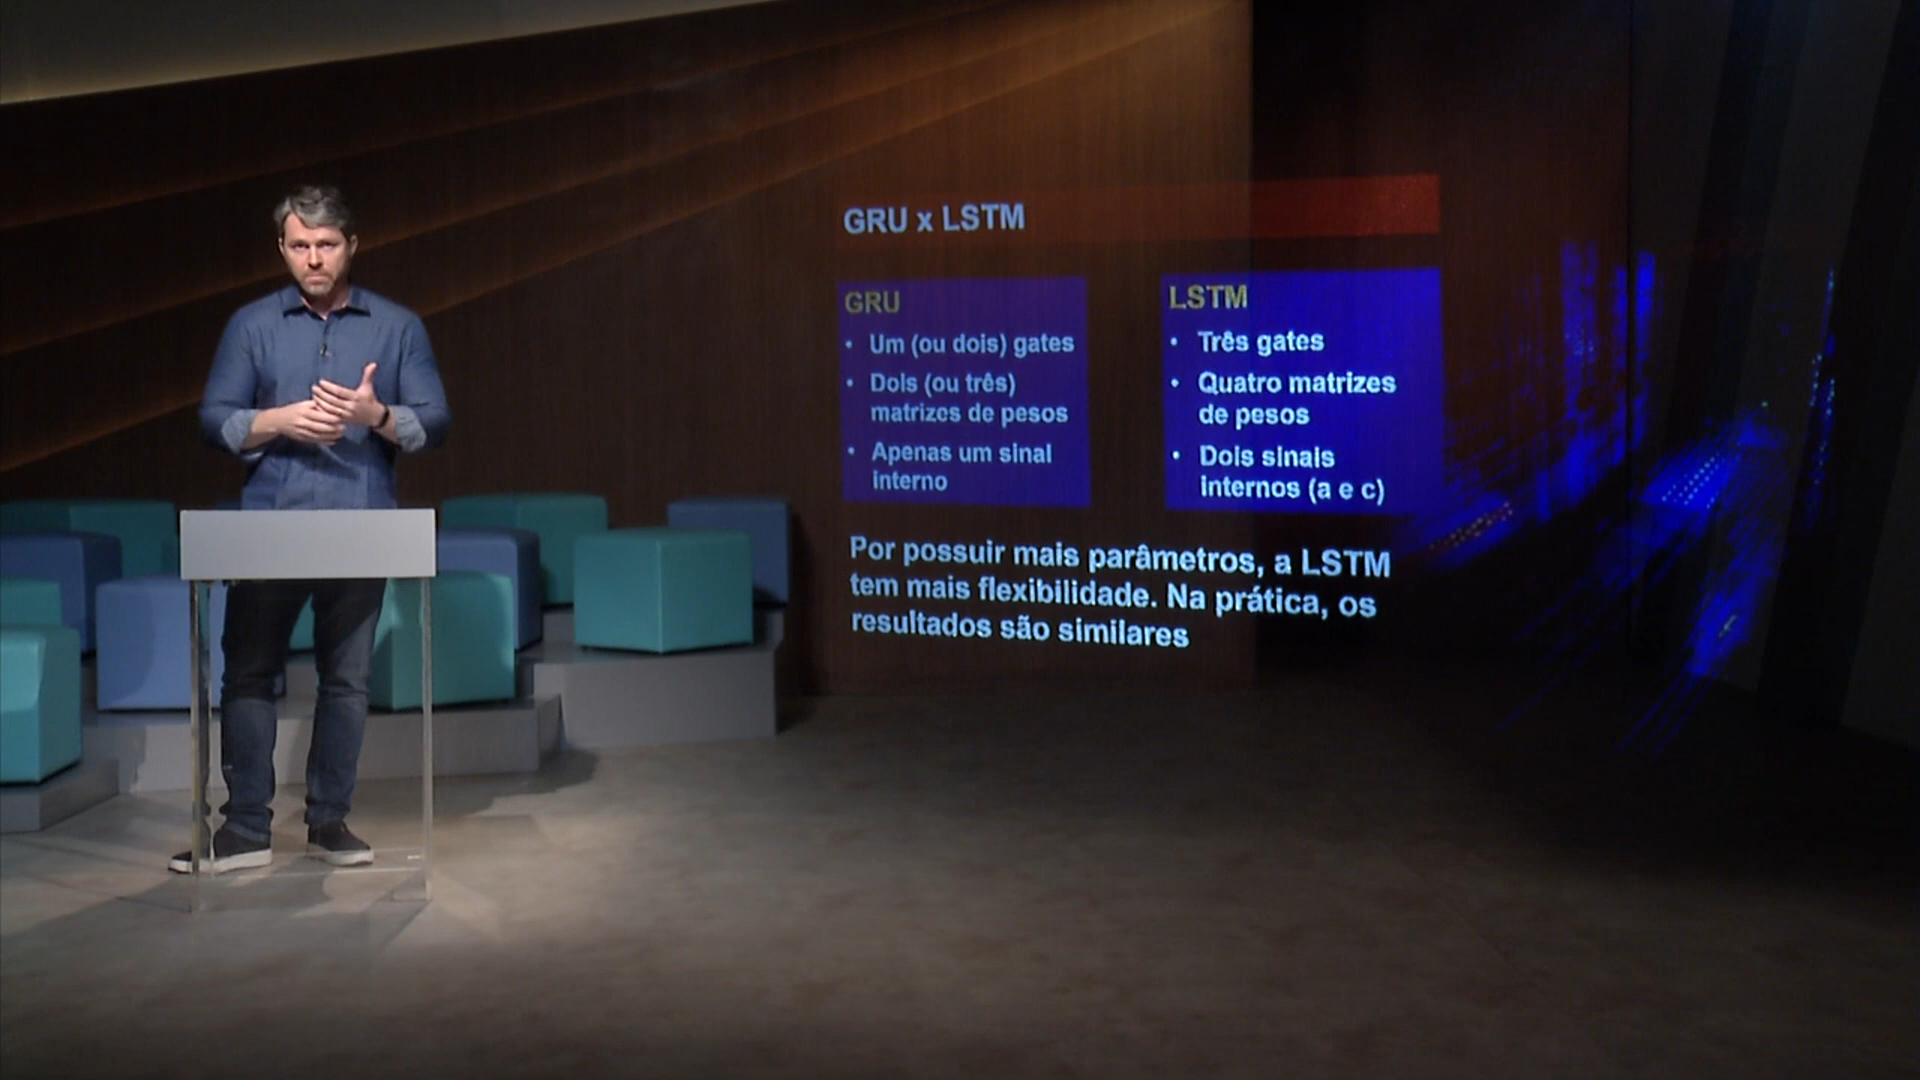 GRU x LSTM
GRU
• Um (ou dois) gates
• Dois (ou três)
matrizes de pesos
• Apenas um sinal
interno
LSTM
• Três gates
• Quatro matrizes
de pesos
• Dois sinais
internos (a e c)
Por possuir mais parâmetros, a LSTM
tem mais flexibilidade. Na prática, os
resultados são similares